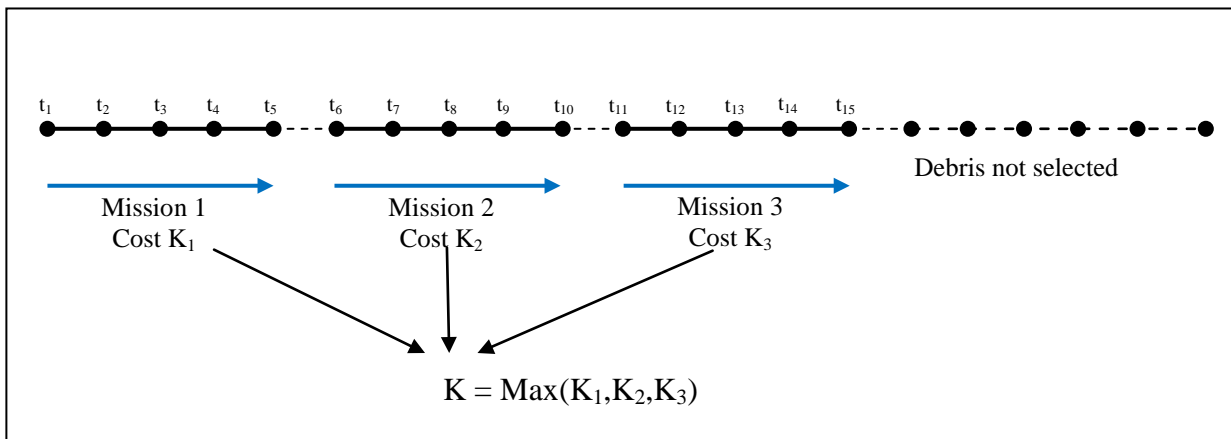 t₁ t₂ t₃ t₄ t₅ t₆ t₇ t₈ t₉ t₁₀ t₁₁ t₁₂ t₁₃ t₁₄ t₁₅
Debris not selected
Mission 1 Mission 2 Mission 3
Cost K₁ Cost K₂ Cost K₃
K = Max(K₁,K₂,K₃)